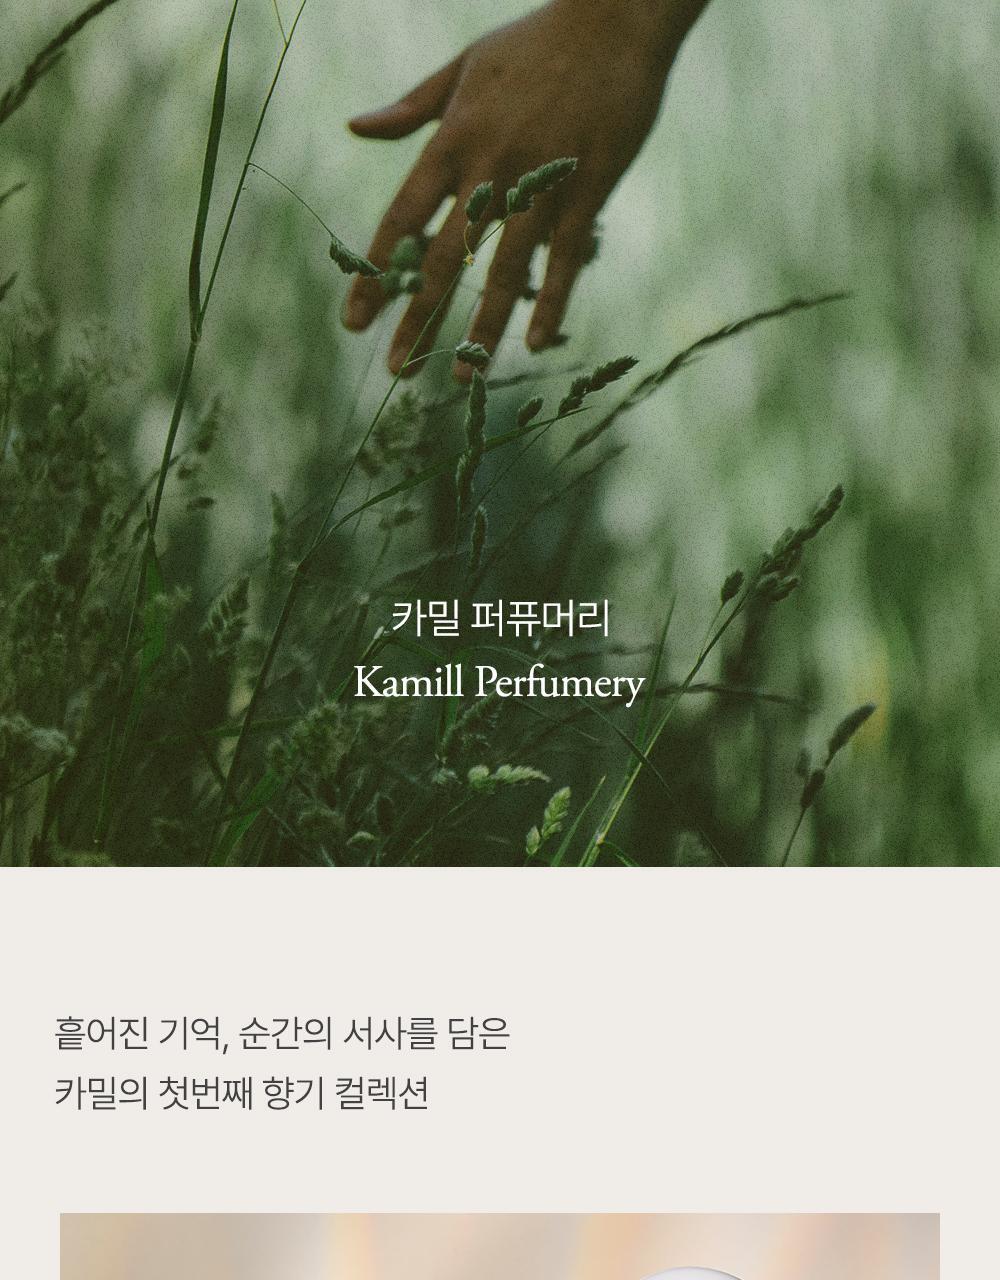 카밀 퍼퓨머리
Kamill Perfumery
흩어진 기억, 순간의 서사를 담은
카밀의 첫번째 향기 컬렉션